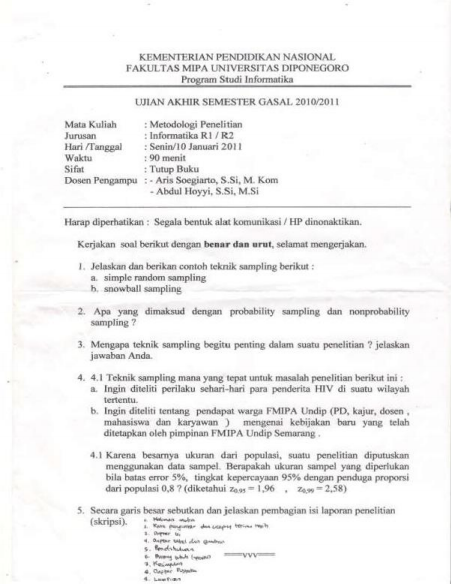 KEMENTERIAN PENDIDIKAN NASIONAL
FAKULTAS MIPA UNIVERSITAS DIPONEGORO
Program Studi Informatika
UJIAN AKHIR SEMESTER GASAL 2010/2011
Mata Kuliah : Metodologi Penelitian
Jurusan : Informatika R1 / R2
Hari /Tanggal : Senin/10 Januari 2011
Waktu : 90 menit
Sifat : Tutup Buku
Dosen Pengampu : - Aris Soegiarto, S.Si, M. Kom
- Abdul Hoyyi, S.Si, M.Si
Harap diperhatikan : Segala bentuk alat komunikasi / HP dinonaktikan.
Kerjakan soal berikut dengan benar dan urut, selamat mengerjakan.
1. Jelaskan dan berikan contoh teknik sampling berikut :
a. simple random sampling
b. snowball sampling
2. Apa yang dimaksud dengan probability sampling dan nonprobability
sampling ?
3. Mengapa teknik sampling begitu penting dalam suatu penelitian ? jelaskan
jawaban Anda.
4. 4.1 Teknik sampling mana yang tepat untuk masalah penelitian berikut ini :
a. Ingin diteliti perilaku sehari-hari para penderita HIV di suatu wilayah
tertentu.
b. Ingin diteliti tentang pendapat warga FMIPA Undip (PD, kajur, dosen ,
mahasiswa dan karyawan ) mengenai kebijakan baru yang telah
ditetapkan oleh pimpinan FMIPA Undip Semarang .
4.1 Karena besarnya ukuran dari populasi, suatu penelitian diputuskan
menggunakan data sampel. Berapakah ukuran sampel yang diperlukan
bila batas error 5%, tingkat kepercayaan 95% dengan penduga proporsi
dari populasi 0,8 ? (diketahui z0,95 = 1,96 , z0,99 = 2,58)
5. Secara garis besar sebutkan dan jelaskan pembagian isi laporan penelitian
(skripsi).
1. Halaman
2. Kata pengantar dan ucapan terima kasih
3. Daftar isi
4. Daftar tabel dan gambar
5. Pendahuluan
6.
7. Kesimpulan
8. Daftar Pustaka
9. Lampiran
===VVV===